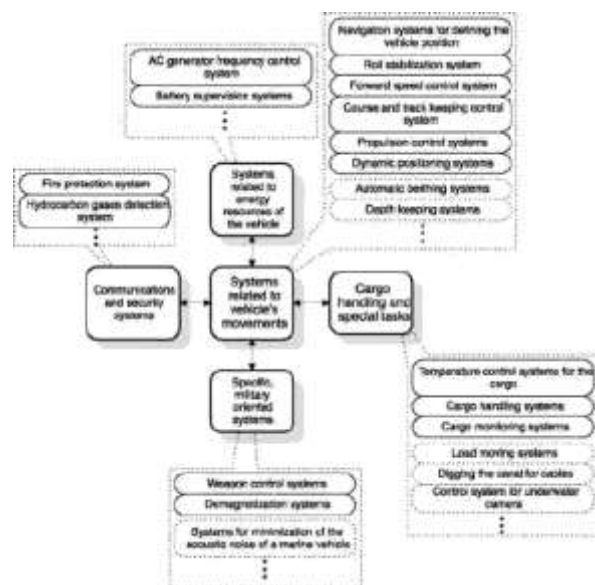 Navigation systems for defining the
vehicle position
Roll stabilization system
Forward speed control system
Course and track keeping control
system
Propulsion control systems
Dynamic positioning systems
Automatic berthing systems
Depth keeping systems
AC generator frequency control
system
Battery supervision systems
Fire protection system
Hydrocarbon gases detection
system
Systems
related to
energy
resources of
the vehicle
Communications
and security
systems
Systems
related to
vehicle's
movements
Cargo
handling and
special tasks
Specific,
military
oriented
systems
Temperature control systems for the
cargo
Cargo handling systems
Cargo monitoring systems
Load moving systems
Digging the canal for cables
Control system for underwater
camera
Weapon control systems
Demagnetization systems
Systems for minimization of the
acoustic noise of a marine vehicle